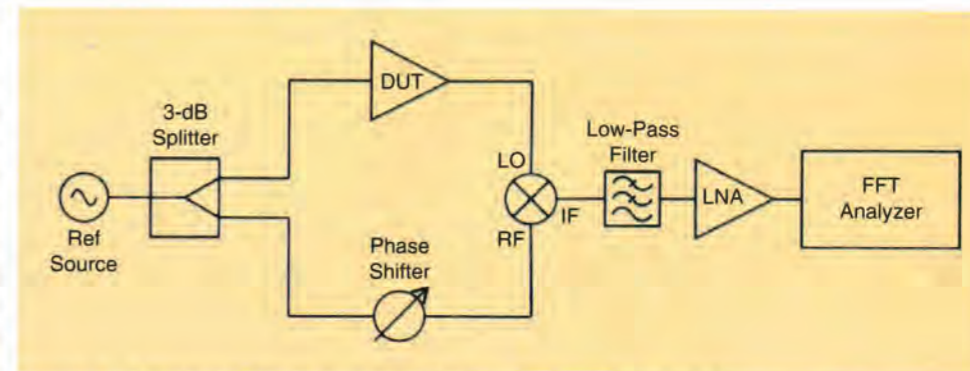 3-dB
Splitter
Ref
Source
DUT
Phase
Shifter
LO
RF
IF
Low-Pass
Filter
LNA
FFT
Analyzer